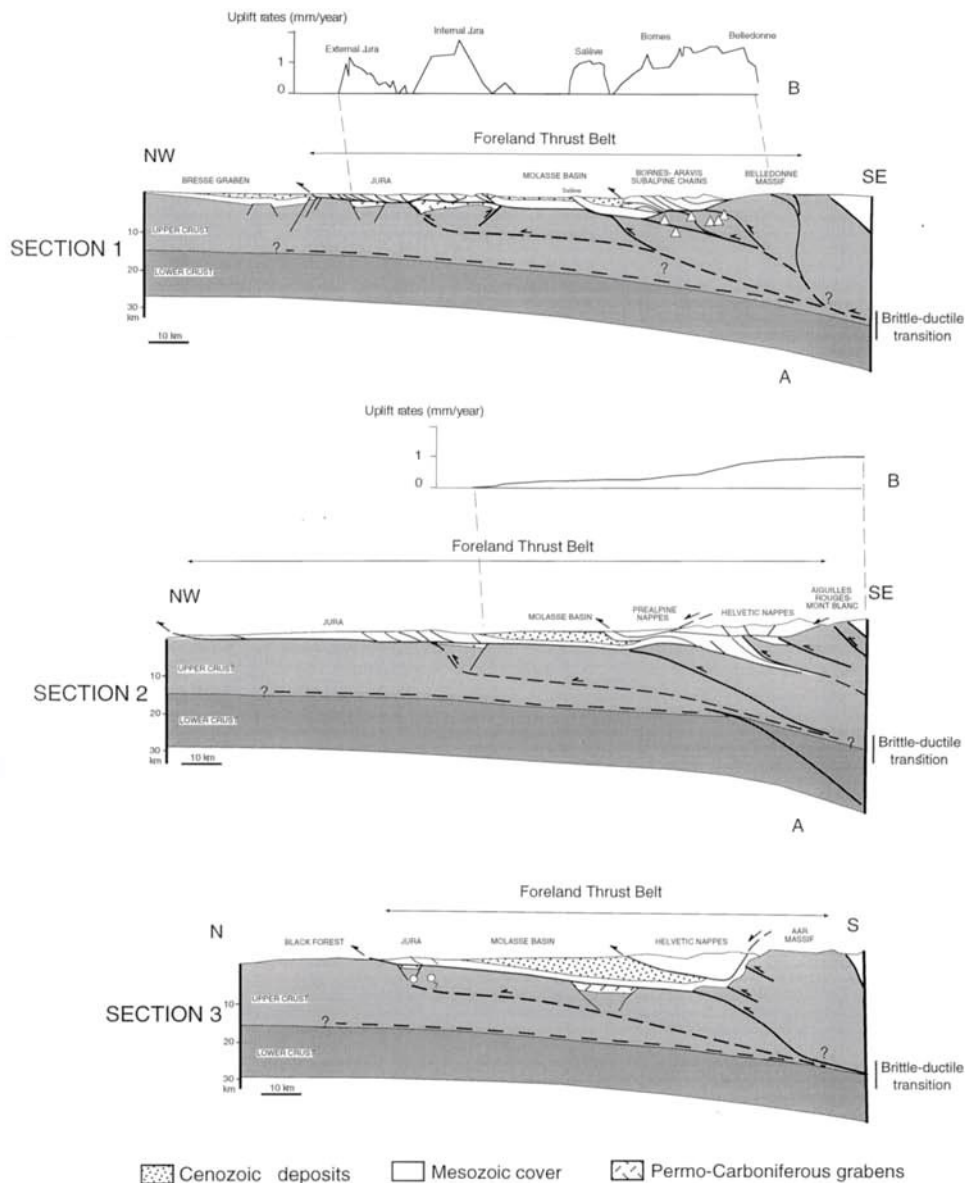 Uplift rates (mm/year)
External Jura
Internal Jura
Salève
Bornes
Belledonne
1
0
B
Foreland Thrust Belt
NW
SE
BRESSE GRABEN
JURA
MOLASSE BASIN
BORNES- ARAVIS
SUBALPINE CHAINS
BELLEDONNE
MASSIF
Salève
SECTION 1
UPPER CRUST
LOWER CRUST
10
20
30
km
?
?
?
10 km
Brittle-ductile
transition
A
Uplift rates (mm/year)
1
0
B
Foreland Thrust Belt
NW
SE
JURA
MOLASSE BASIN
PREALPINE
NAPPES
HELVETIC NAPPES
AIGUILLES
ROUGES-
MONT BLANC
SECTION 2
UPPER CRUST
LOWER CRUST
10
20
30
km
?
?
10 km
Brittle-ductile
transition
A
Foreland Thrust Belt
N
S
BLACK FOREST
JURA
MOLASSE BASIN
HELVETIC NAPPES
AAR
MASSIF
SECTION 3
UPPER CRUST
LOWER CRUST
10
20
30
km
?
?
?
10 km
Brittle-ductile
transition
Cenozoic deposits
Mesozoic cover
Permo-Carboniferous grabens